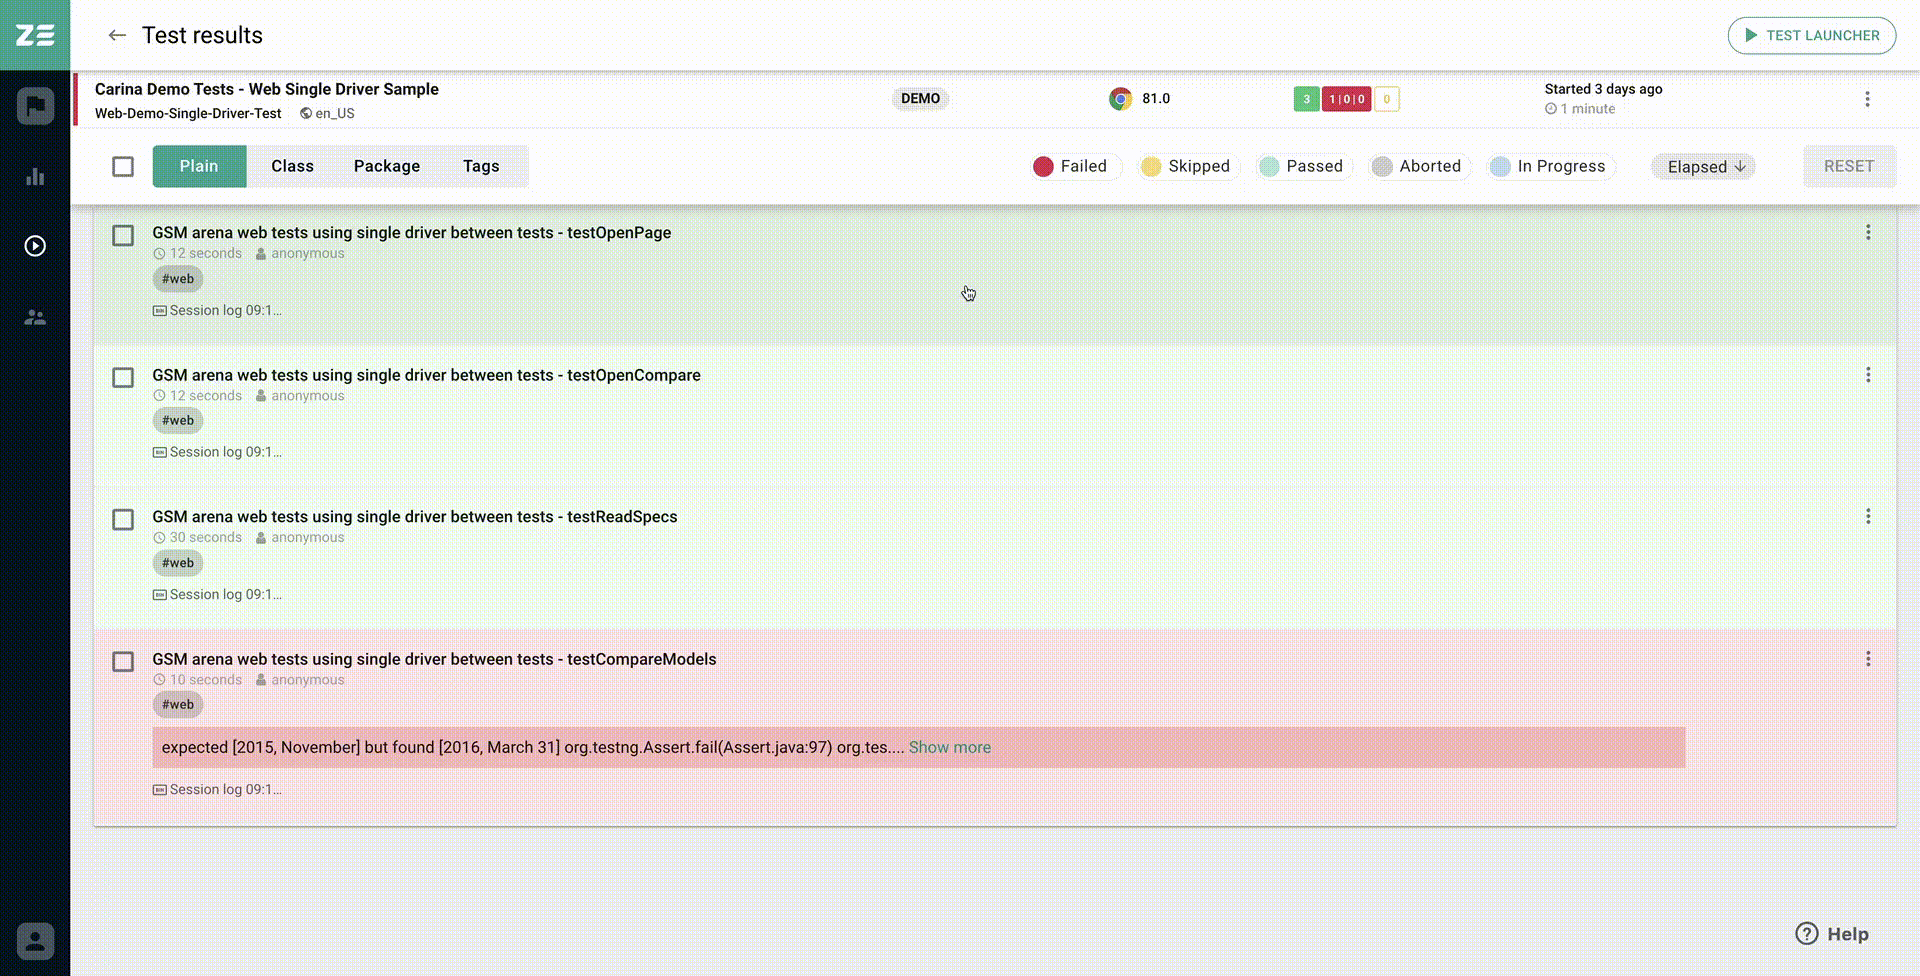 ZE
← Test results
TEST LAUNCHER
Carina Demo Tests - Web Single Driver Sample
Web-Demo-Single-Driver-Test en_US
DEMO
81.0
3 1|0|0 0
Started 3 days ago
1 minute
Plain Class Package Tags
Failed Skipped Passed Aborted In Progress Elapsed ↓ RESET
GSM arena web tests using single driver between tests - testOpenPage
12 seconds anonymous
#web
Session log 09:1...
GSM arena web tests using single driver between tests - testOpenCompare
12 seconds anonymous
#web
Session log 09:1...
GSM arena web tests using single driver between tests - testReadSpecs
30 seconds anonymous
#web
Session log 09:1...
GSM arena web tests using single driver between tests - testCompareModels
10 seconds anonymous
#web
expected [2015, November] but found [2016, March 31] org.testng.Assert.fail(Assert.java:97) org.tes.... Show more
Session log 09:1...
? Help